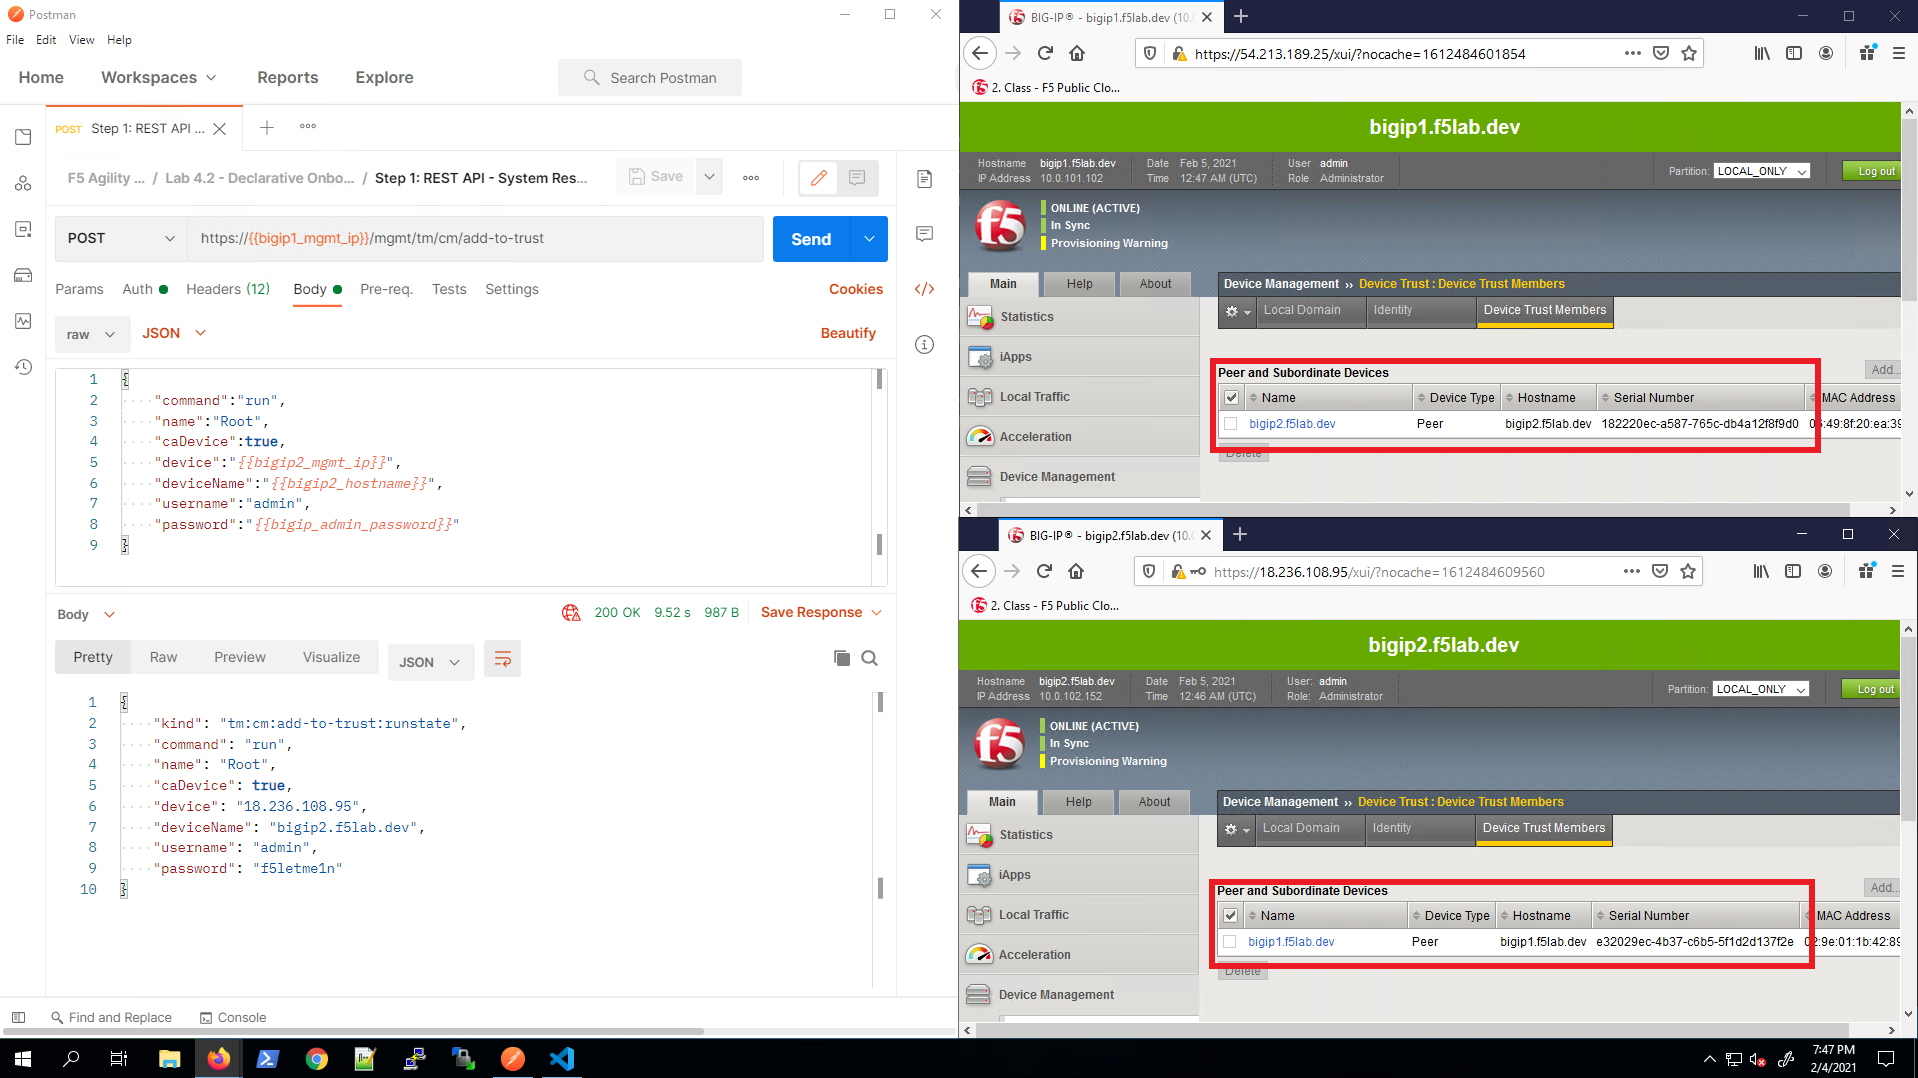 Postman
File Edit View Help
Home Workspaces Reports Explore Search Postman
POST Step 1: REST API ...
F5 Agility ... / Lab 4.2 - Declarative Onbo... / Step 1: REST API - System Res... Save
POST https://{{bigip1_mgmt_ip}}/mgmt/tm/cm/add-to-trust Send
Params Auth Headers (12) Body Pre-req. Tests Settings Cookies
raw JSON Beautify
1 {
2 "command":"run",
3 "name":"Root",
4 "caDevice":true,
5 "device":"{{bigip2_mgmt_ip}}",
6 "deviceName":"{{bigip2_hostname}}",
7 "username":"admin",
8 "password":"{{bigip_admin_password}}"
9 }
Body 200 OK 9.52 s 987 B Save Response
Pretty Raw Preview Visualize JSON
1 {
2 "kind": "tm:cm:add-to-trust:runstate",
3 "command": "run",
4 "name": "Root",
5 "caDevice": true,
6 "device": "18.236.108.95",
7 "deviceName": "bigip2.f5lab.dev",
8 "username": "admin",
9 "password": "f5letme1n"
10 }
Find and Replace Console
BIG-IP® - bigip1.f5lab.dev (10.
https://54.213.189.25/xui/?nocache=1612484601854
2. Class - F5 Public Clo...
bigip1.f5lab.dev
Hostname bigip1.f5lab.dev Date Feb 5, 2021 User admin
IP Address 10.0.101.102 Time 12:47 AM (UTC) Role Administrator
Partition: LOCAL_ONLY Log out
f5
ONLINE (ACTIVE)
In Sync
Provisioning Warning
Main Help About
Device Management ›› Device Trust : Device Trust Members
Local Domain Identity Device Trust Members
Statistics
iApps
Local Traffic
Acceleration
Device Management
Peer and Subordinate Devices Add...
Name Device Type Hostname Serial Number MAC Address
bigip2.f5lab.dev Peer bigip2.f5lab.dev 182220ec-a587-765c-db4a12f8f9d0 06:49:8f:20:ea:39
Delete
BIG-IP® - bigip2.f5lab.dev (10.
https://18.236.108.95/xui/?nocache=1612484609560
2. Class - F5 Public Clo...
bigip2.f5lab.dev
Hostname bigip2.f5lab.dev Date Feb 5, 2021 User: admin
IP Address 10.0.102.152 Time 12:46 AM (UTC) Role: Administrator
Partition: LOCAL_ONLY Log out
f5
ONLINE (ACTIVE)
In Sync
Provisioning Warning
Main Help About
Device Management ›› Device Trust : Device Trust Members
Local Domain Identity Device Trust Members
Statistics
iApps
Local Traffic
Acceleration
Device Management
Peer and Subordinate Devices Add...
Name Device Type Hostname Serial Number MAC Address
bigip1.f5lab.dev Peer bigip1.f5lab.dev e32029ec-4b37-c6b5-5f1d2d137f2e 02:9e:01:1b:42:89
Delete
7:47 PM
2/4/2021